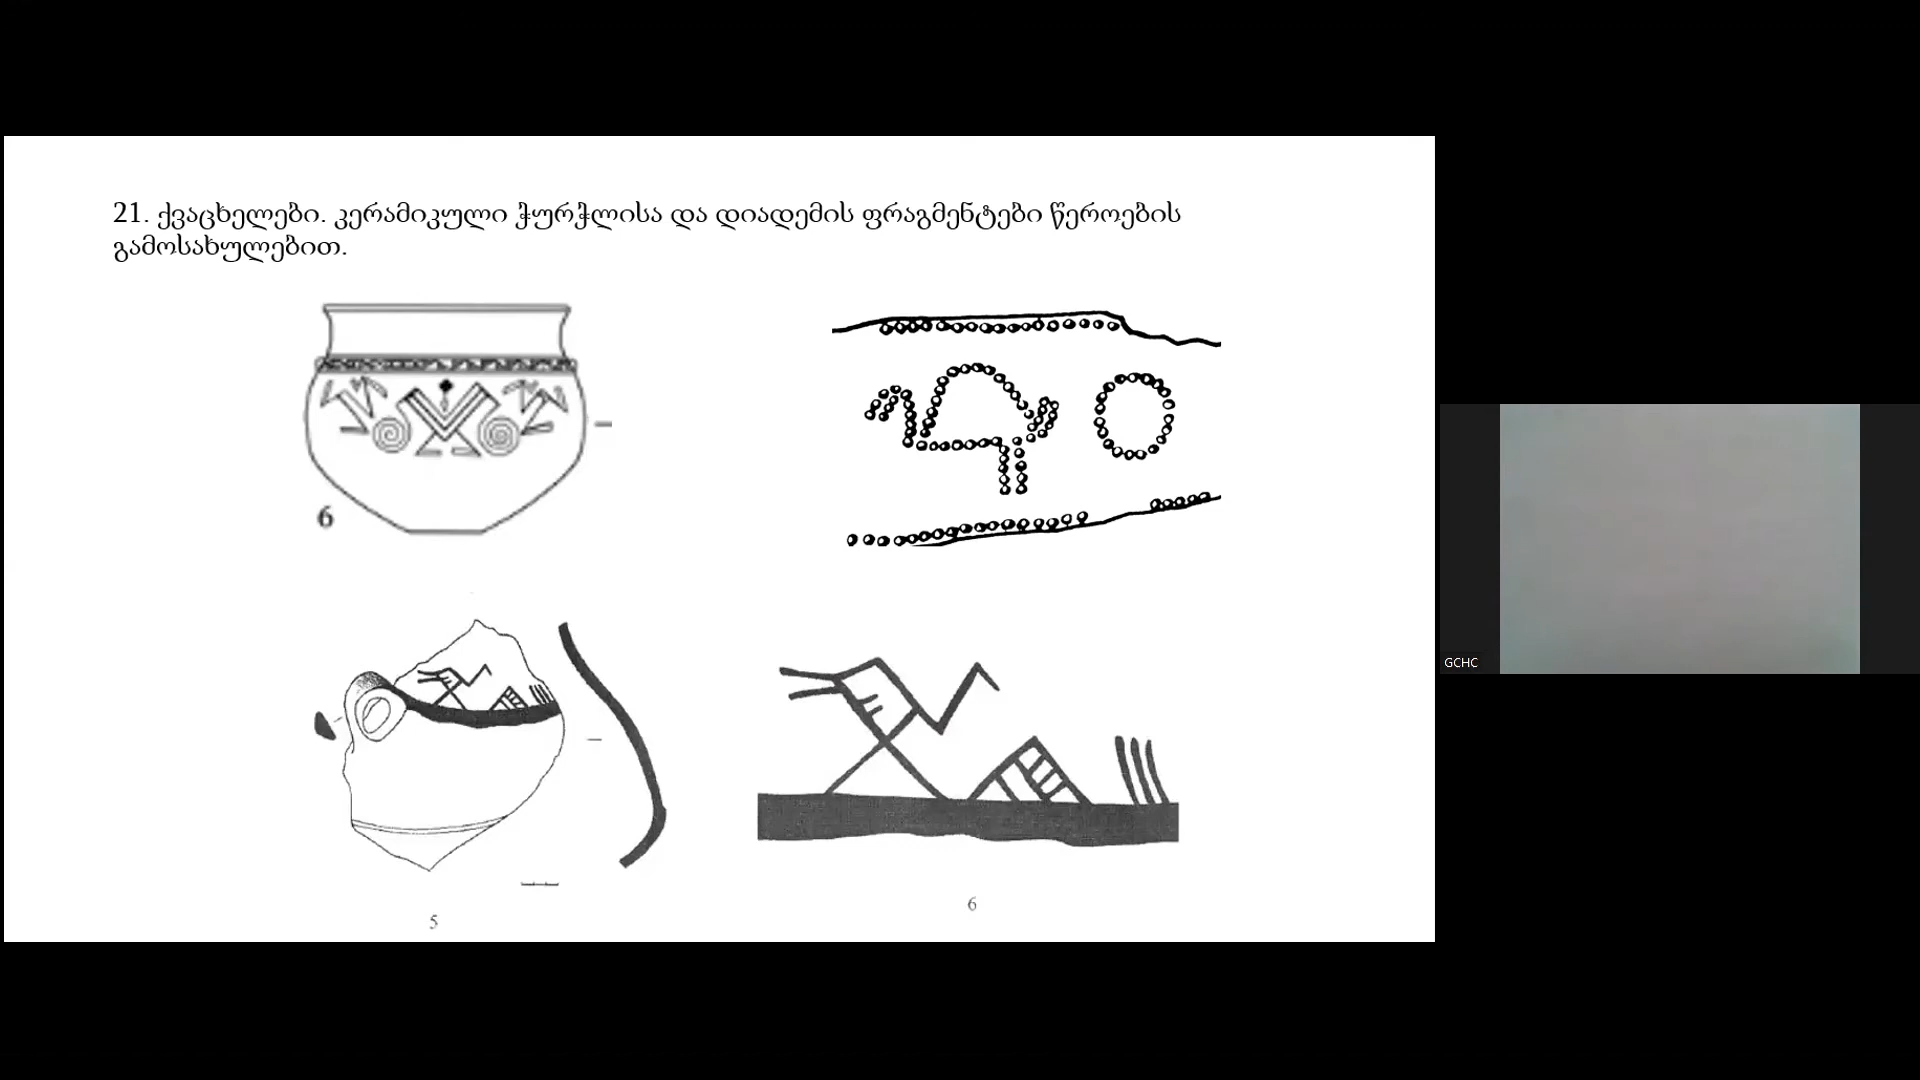 21. ქვაცხელები. კერამიკული ჭურჭლისა და დიადემის ფრაგმენტები წეროების
გამოსახულებით.
6
5
6
GCHC